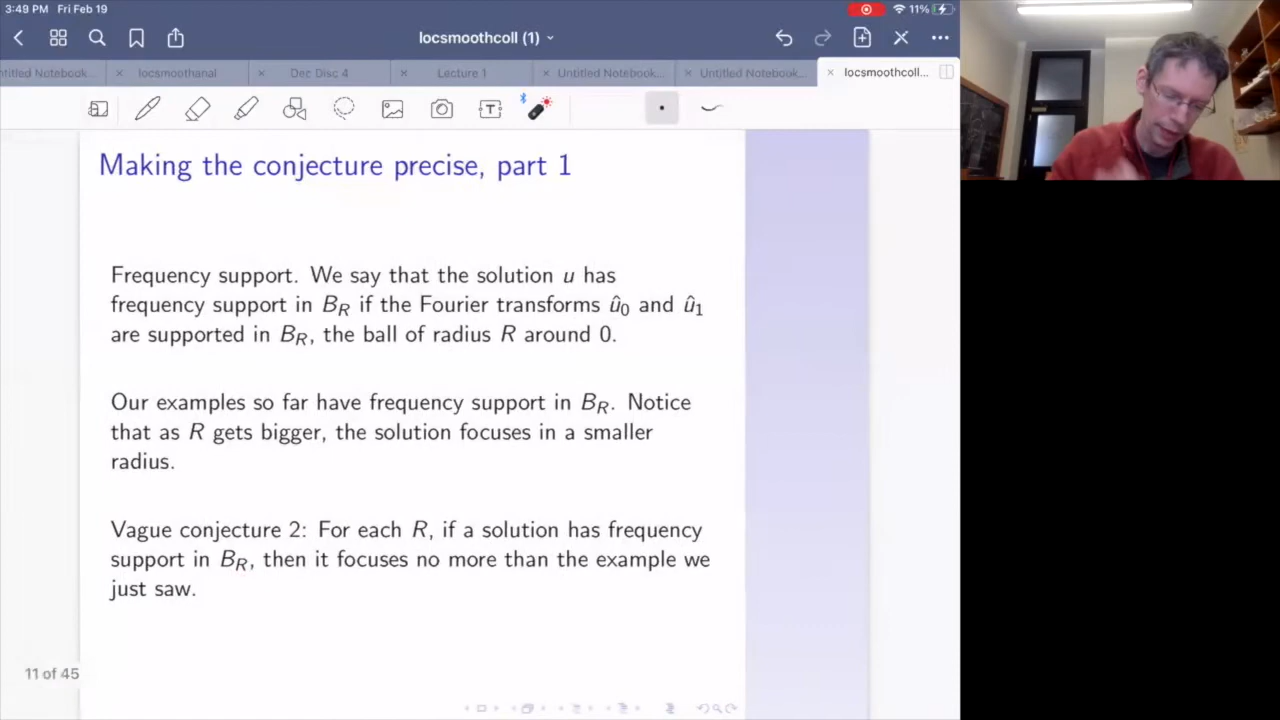 3:49 PM Fri Feb 19
11%
locsmoothcoll (1)
ntitled Notebook...
locsmoothanal
Dec Disc 4
Lecture 1
Untitled Notebook...
Untitled Notebook...
locsmoothcoll...
T
Making the conjecture precise, part 1
Frequency support. We say that the solution u has
frequency support in B_R if the Fourier transforms û₀ and û₁
are supported in B_R, the ball of radius R around 0.
Our examples so far have frequency support in B_R. Notice
that as R gets bigger, the solution focuses in a smaller
radius.
Vague conjecture 2: For each R, if a solution has frequency
support in B_R, then it focuses no more than the example we
just saw.
11 of 45